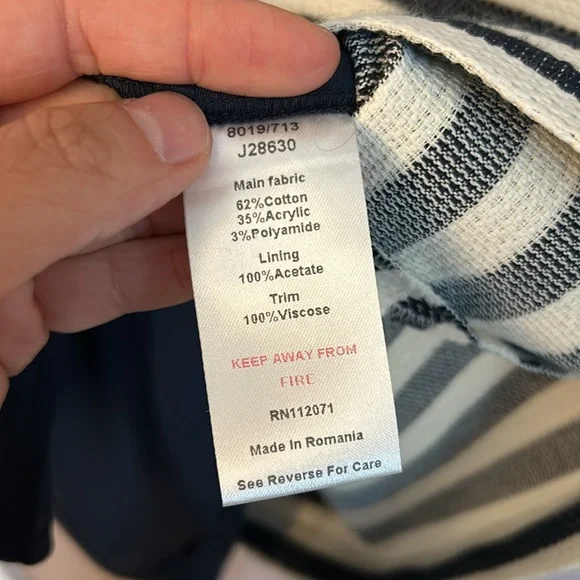 8019/713
J28630
Main fabric
62%Cotton
35%Acrylic
3%Polyamide
Lining
100%Acetate
Trim
100%Viscose
KEEP AWAY FROM
FIRE
RN112071
Made In Romania
See Reverse For Care